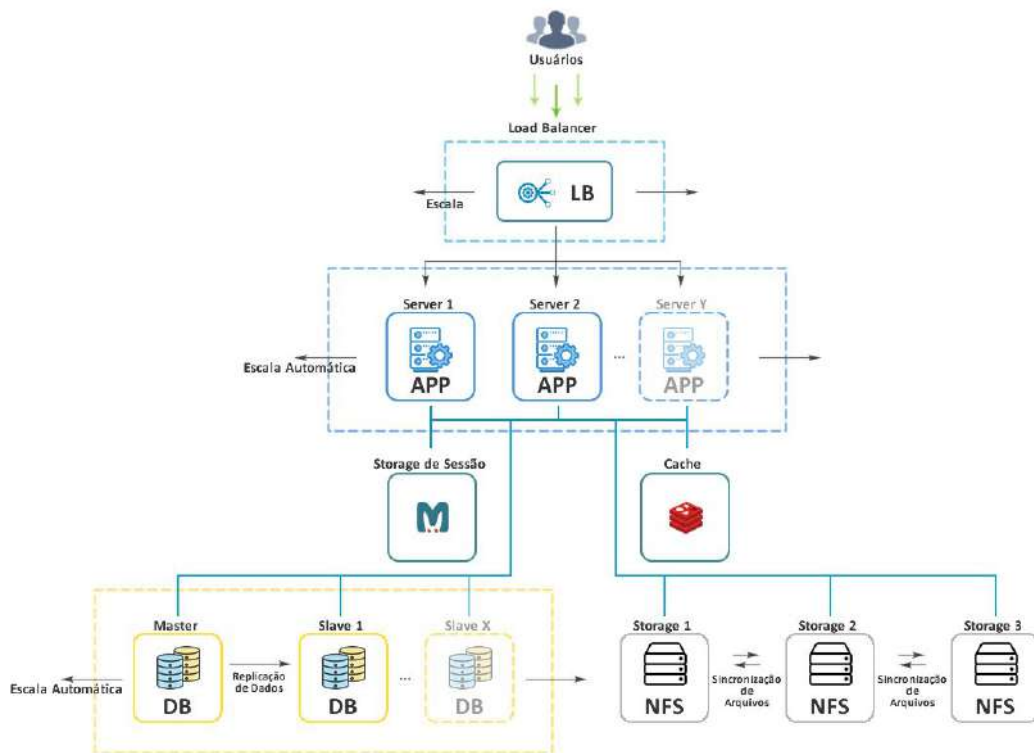 Usuários
Load Balancer
LB
Escala
Server 1
Server 2
Server Y
...
APP
APP
APP
Escala Automática
Storage de Sessão
Cache
M
Master
Slave 1
Slave X
Storage 1
Storage 2
Storage 3
Escala Automática
Replicação
de Dados
...
Sincronização
de
Arquivos
Sincronização
de
Arquivos
DB
DB
DB
NFS
NFS
NFS